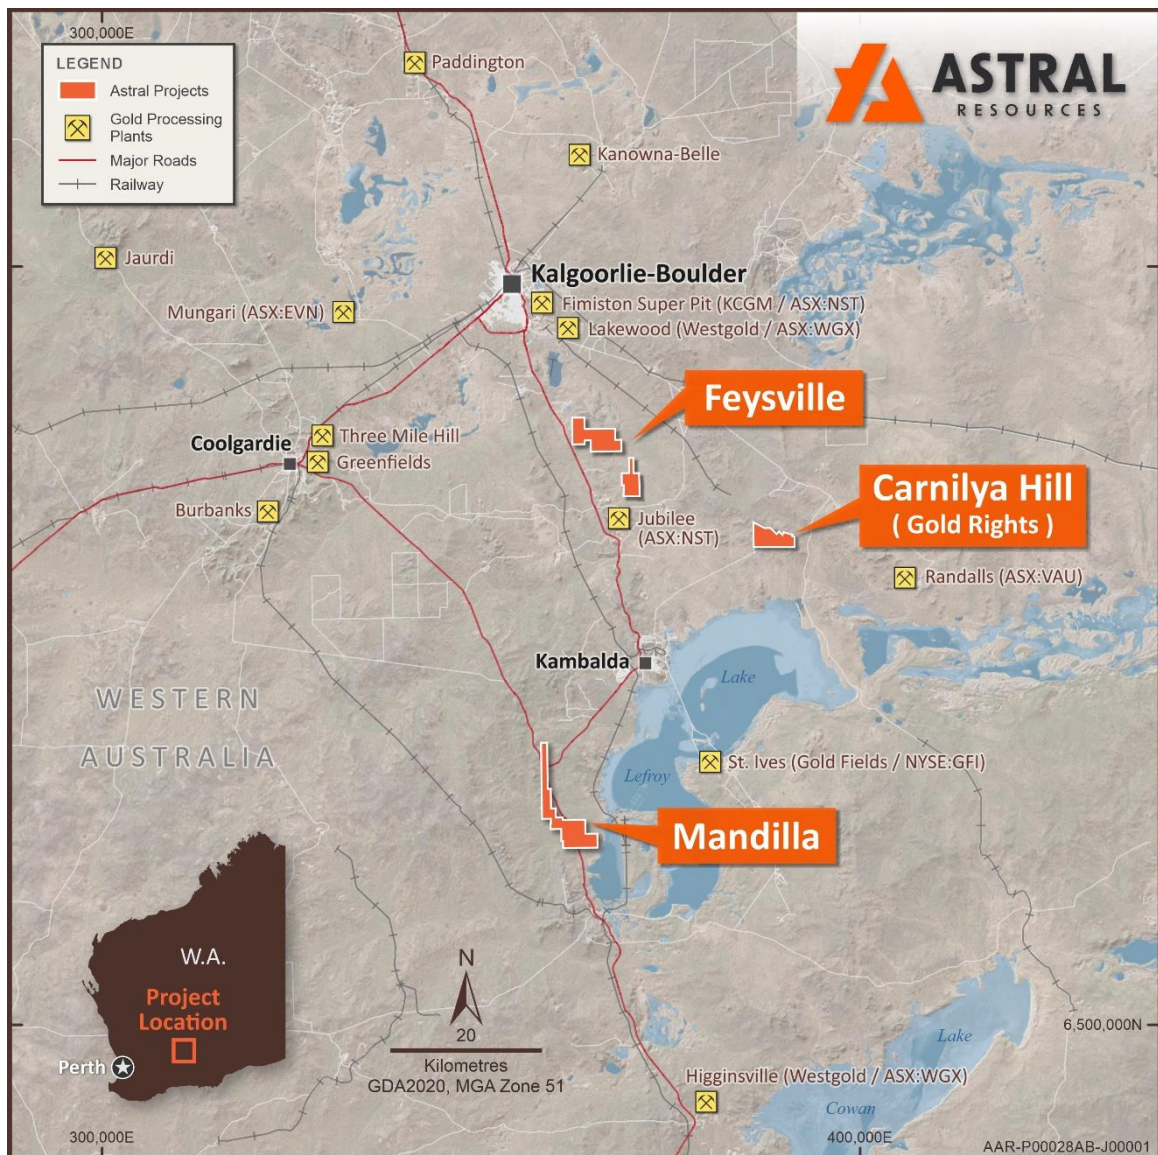 300,000E
LEGEND
Astral Projects
Gold Processing
Plants
Major Roads
Railway
ASTRAL
RESOURCES
Paddington
Kanowna-Belle
Jaurdi
Kalgoorlie-Boulder
Mungari (ASX:EVN)
Fimiston Super Pit (KCGM / ASX:NST)
Lakewood (Westgold / ASX:WGX)
Feysville
Coolgardie
Three Mile Hill
Greenfields
Burbanks
Jubilee
(ASX:NST)
Carnilya Hill
( Gold Rights )
Randalls (ASX:VAU)
Kambalda
Lake
Lefroy
WESTERN
AUSTRALIA
St. Ives (Gold Fields / NYSE:GFI)
Mandilla
W.A.
Project
Location
Perth
N
20
Kilometres
GDA2020, MGA Zone 51
6,500,000N
Lake
Cowan
Higginsville (Westgold / ASX:WGX)
300,000E
400,000E
AAR-P00028AB-J00001